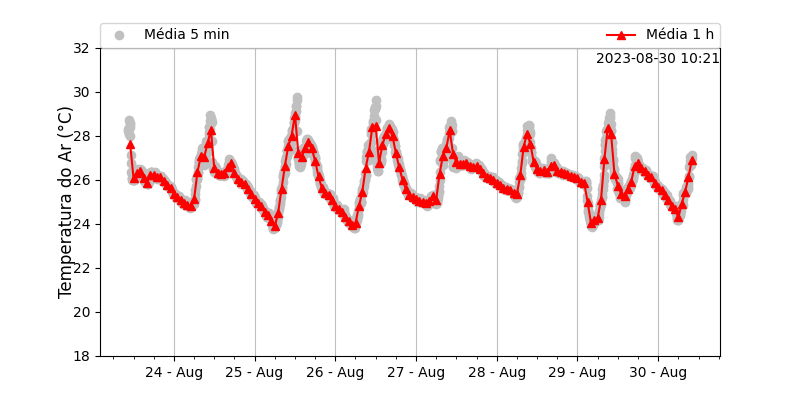 Média 5 min
Média 1 h
2023-08-30 10:21
Temperatura do Ar (°C)
32
30
28
26
24
22
20
18
24 - Aug
25 - Aug
26 - Aug
27 - Aug
28 - Aug
29 - Aug
30 - Aug